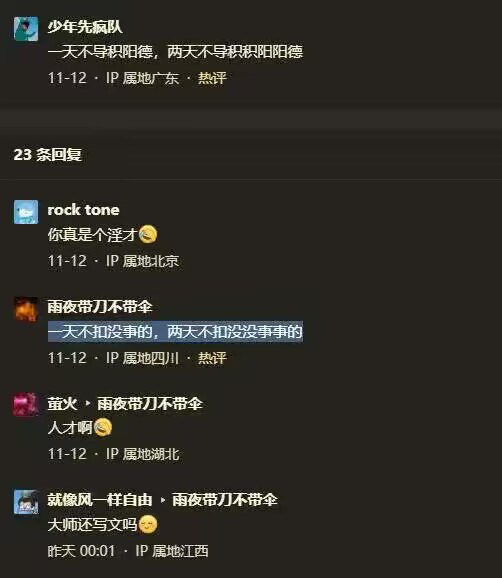 少年先疯队
一天不导积阳德，两天不导积积阳阳德
11-12 · IP 属地广东 · 热评
23 条回复
rock tone
你真是个淫才😂
11-12 · IP 属地北京
雨夜带刀不带伞
一天不扣没事的，两天不扣没没事事的
11-12 · IP 属地四川 · 热评
萤火 ‣ 雨夜带刀不带伞
人才啊🤣
11-12 · IP 属地湖北
就像风一样自由 ‣ 雨夜带刀不带伞
大师还写文吗😏
昨天 00:01 · IP 属地江西